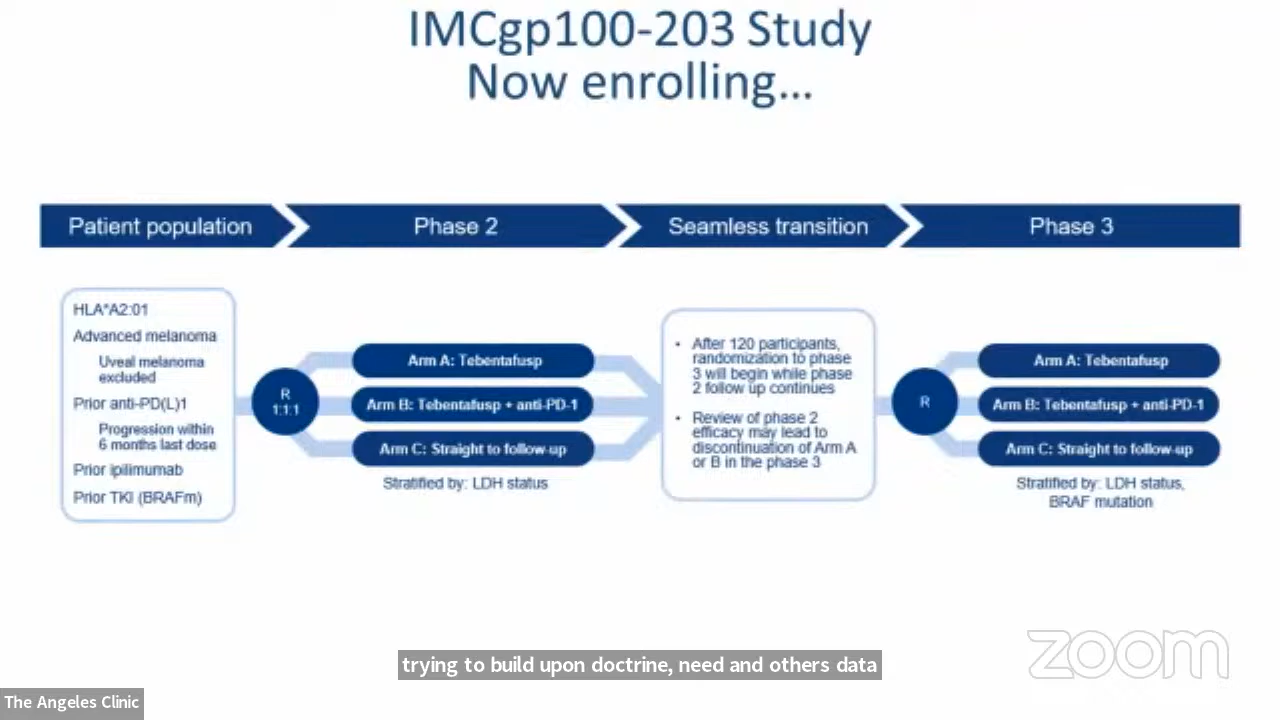 IMCgp100-203 Study
Now enrolling...
Patient population
Phase 2
Seamless transition
Phase 3
HLA*A2:01
Advanced melanoma
Uveal melanoma
excluded
Prior anti-PD(L)1
Progression within
6 months last dose
Prior ipilimumab
Prior TKI (BRAFm)
R
1:1:1
Arm A: Tebentafusp
Arm B: Tebentafusp + anti-PD-1
Arm C: Straight to follow-up
Stratified by: LDH status
• After 120 participants,
randomization to phase
3 will begin while phase
2 follow up continues
• Review of phase 2
efficacy may lead to
discontinuation of Arm A
or B in the phase 3
R
Arm A: Tebentafusp
Arm B: Tebentafusp + anti-PD-1
Arm C: Straight to follow-up
Stratified by: LDH status,
BRAF mutation
trying to build upon doctrine, need and others data
zoom
The Angeles Clinic